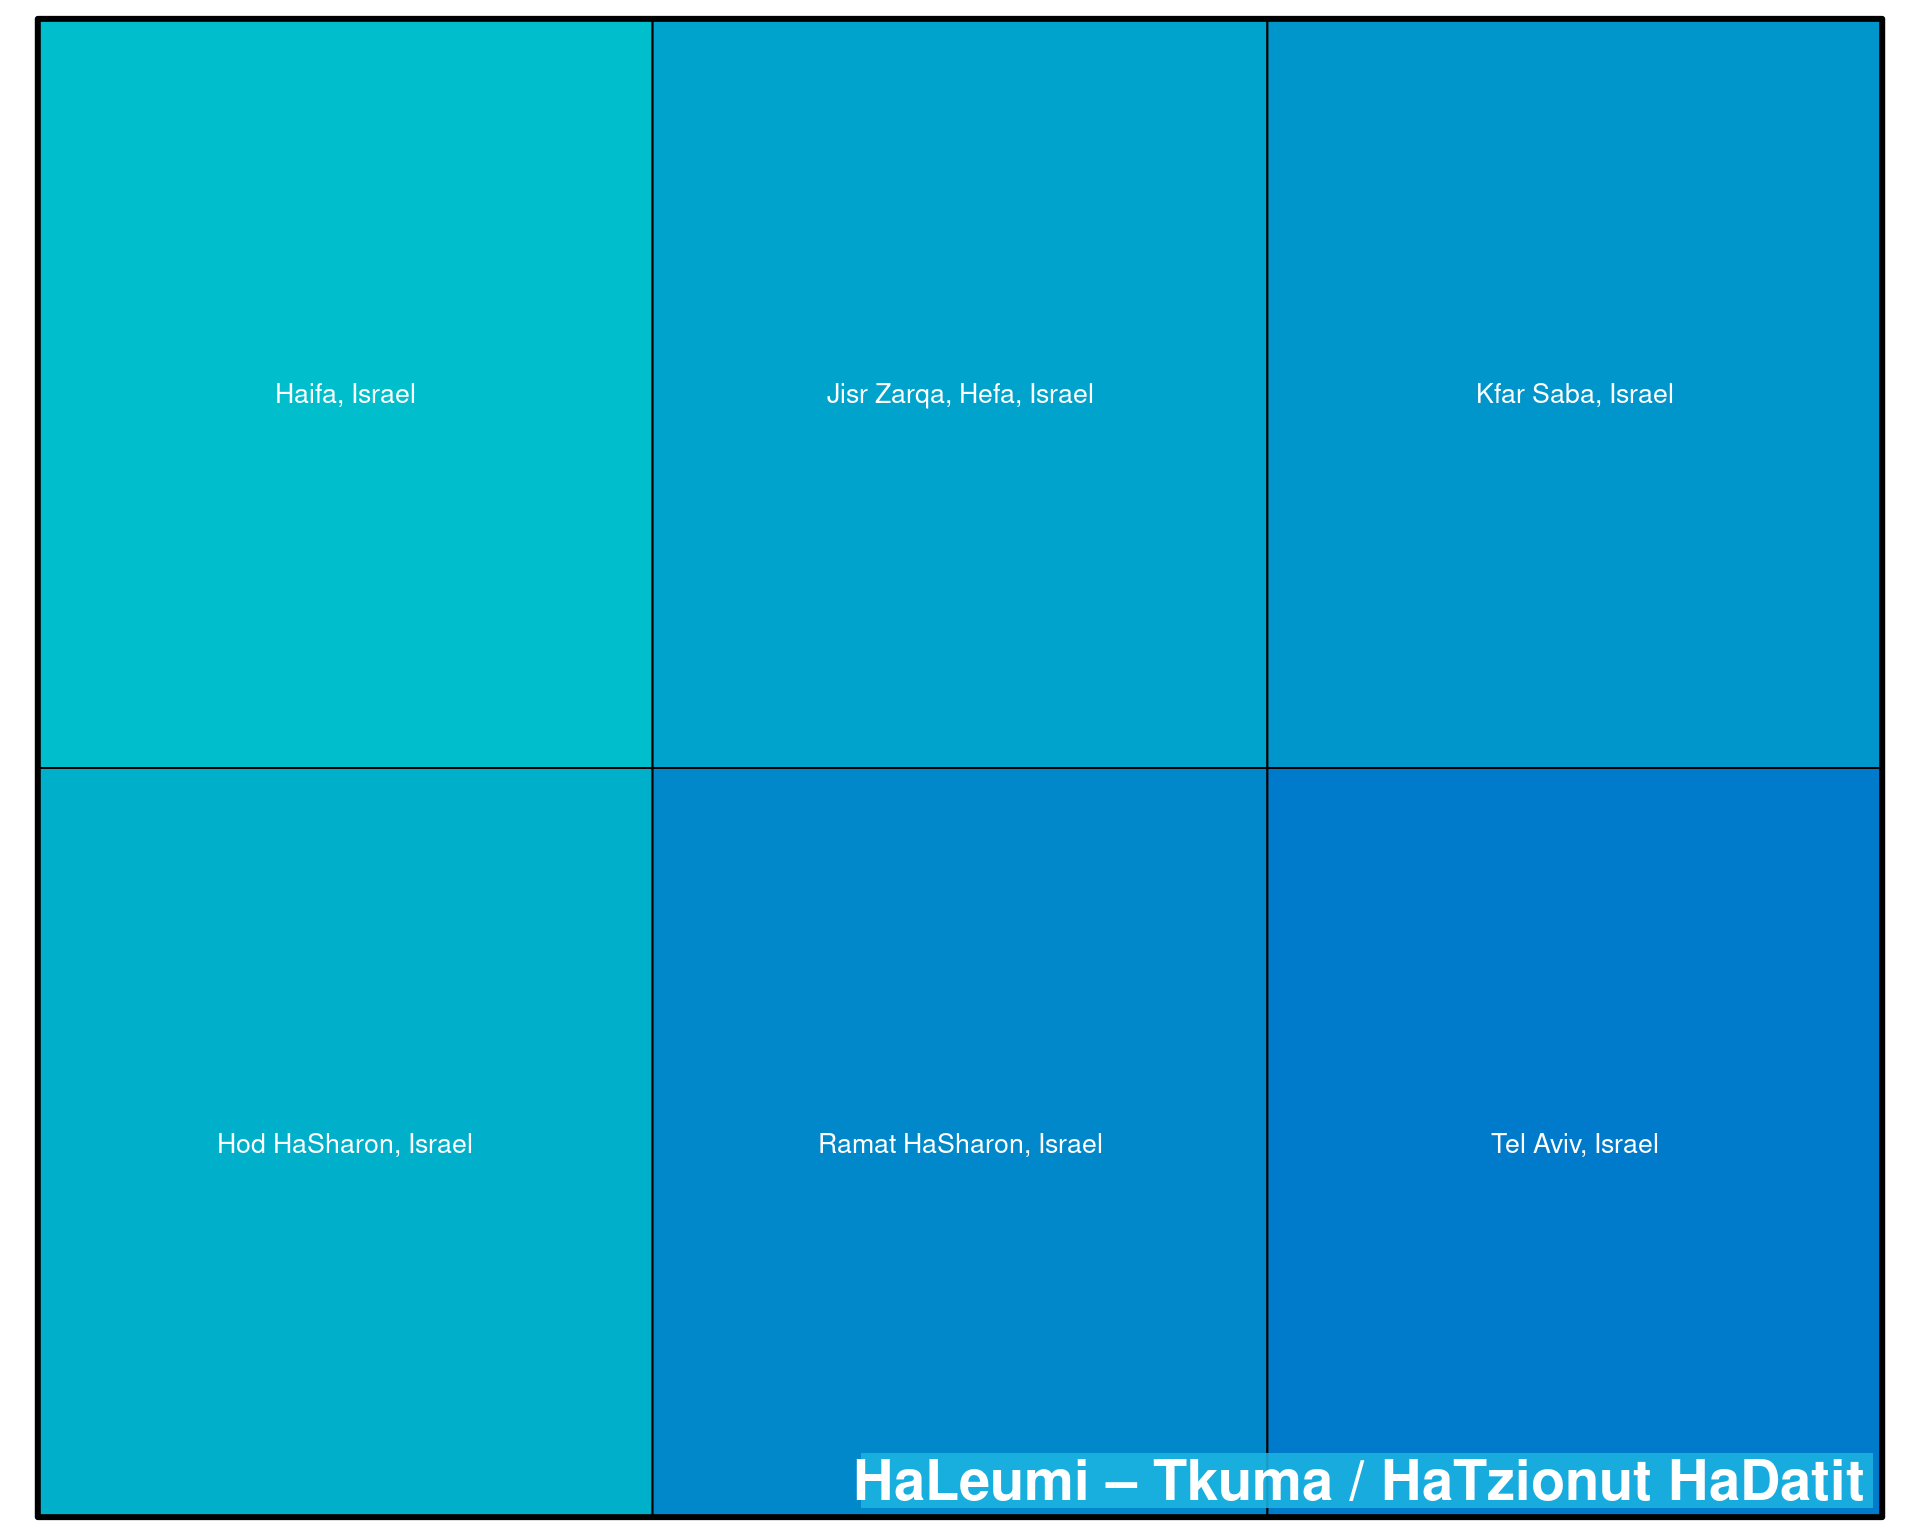 Haifa, Israel
Jisr Zarqa, Hefa, Israel
Kfar Saba, Israel
Hod HaSharon, Israel
Ramat HaSharon, Israel
Tel Aviv, Israel
HaLeumi – Tkuma / HaTzionut HaDatit